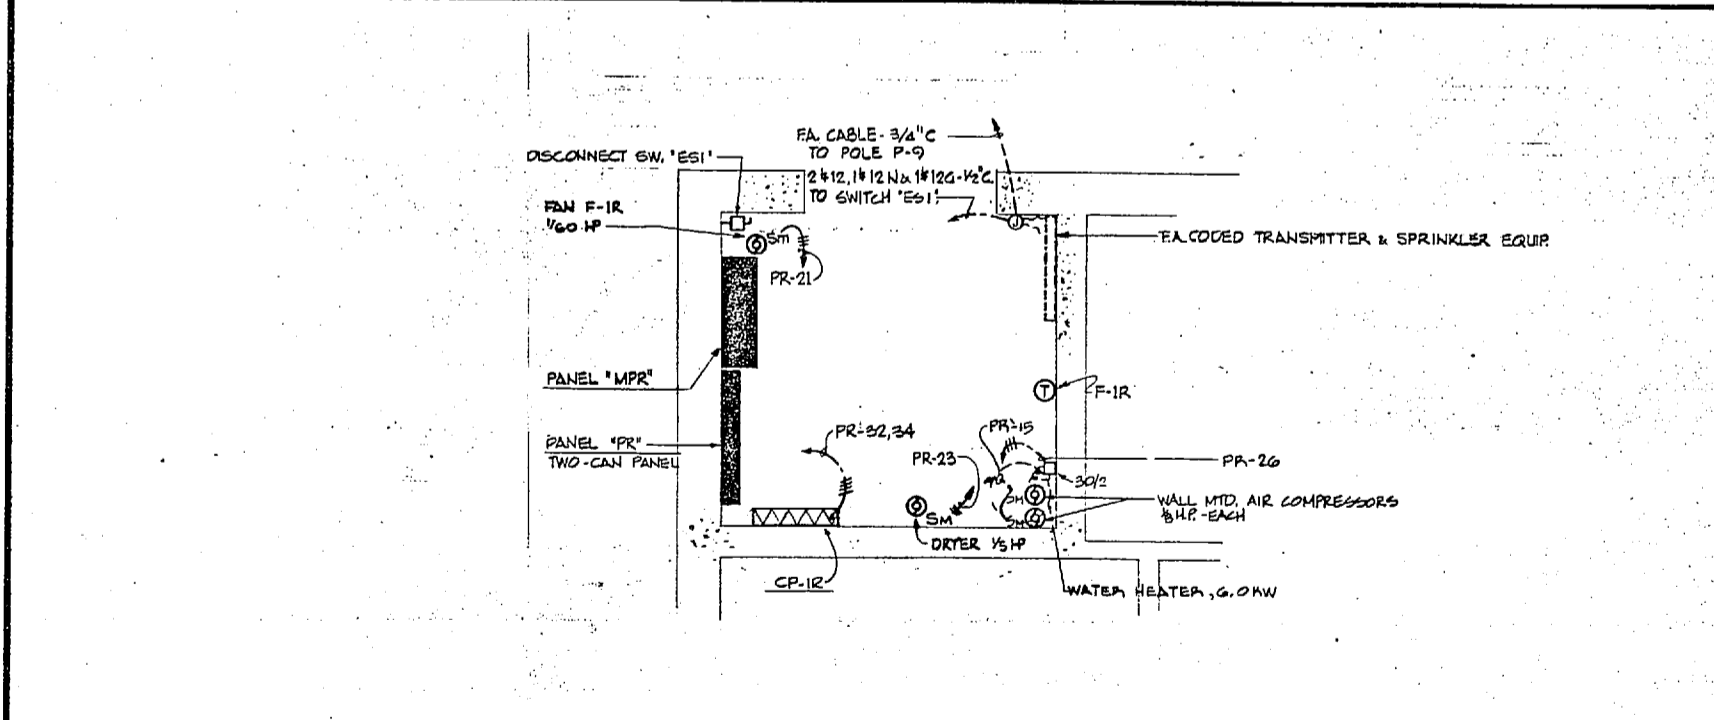 F.A. CABLE - 3/4" C
TO POLE P-9
DISCONNECT SW. "ES1"
2#12, 1#12 N & 1#12G - 1/2" C
TO SWITCH "ES1"
FAN F-1R
1/60 HP
Sm
PR-21
F.A. CODED TRANSMITTER & SPRINKLER EQUIP.
PANEL "MPR"
T
F-1R
PR-32,34
PR-15
PANEL "PR"
TWO-CAN PANEL
PR-23
PR-26
30/2
SM
WALL MTD. AIR COMPRESSORS
H.P. - EACH
SM
SM
DRYER 1/5 HP
CP-1R
WATER HEATER, 6.0 KW